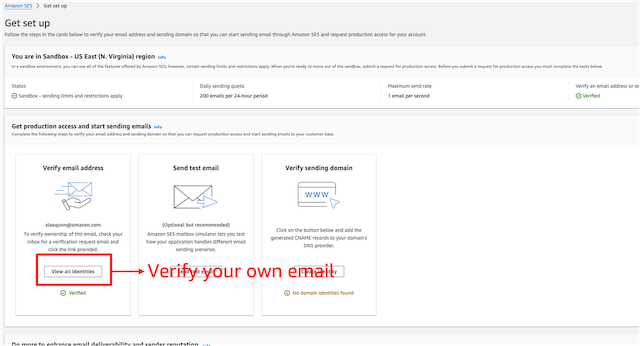 Amazon SES > Get set up
Get set up
Follow the steps in the cards below to verify your email address and sending domain so that you can start sending email through Amazon SES and request production access for your account.
You are in Sandbox - US East (N. Virginia) region Info
In a sandbox environment, you can use all of the features offered by Amazon SES; however, certain sending limits and restrictions apply. When you're ready to move out of the sandbox, submit a request for production access. Before you submit a request for production access you must complete the tasks below.
Status
Daily sending quota
Maximum send rate
Verify an email address or se
Sandbox - sending limits and restrictions apply
200 emails per 24-hour period
1 email per second
Verified
Get production access and start sending emails Info
Complete the following steps to verify your email address and sending domain so that you can request production access and start sending emails to your customer base.
Verify email address
xiaoqunn@amazon.com
To verify ownership of this email, check your
inbox for a verification request email and
click the link provided.
View all identities
Verified
Send test email
(Optional but recommended)
Amazon SES mailbox simulator lets you test
how your application handles different email
sending scenarios.
Verify sending domain
WWW
Click on the button below and add the
generated CNAME records to your domain's
DNS provider.
No domain identities found
Verify your own email
Do more to enhance email deliverability and sender reputation Info